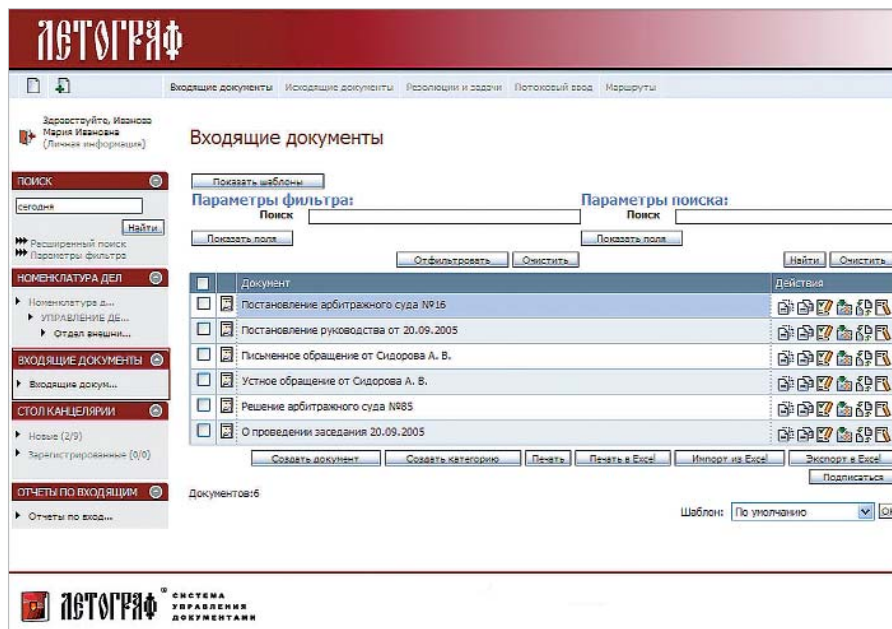 ЛЕТОГРАФ
Входящие документы Исходящие документы Резолюции и задачи Потоковый ввод Маршруты
Здравствуйте, Иванова
Мария Ивановна
(Личная информация)
Входящие документы
ПОИСК
сегодня
Найти
Расширенный поиск
Параметры фильтра
НОМЕНКЛАТУРА ДЕЛ
Номенклатура д...
УПРАВЛЕНИЕ ДЕ...
Отдел внешни...
ВХОДЯЩИЕ ДОКУМЕНТЫ
Входящие докум...
СТОЛ КАНЦЕЛЯРИИ
Новые (2/9)
Зарегистрированные (0/0)
ОТЧЕТЫ ПО ВХОДЯЩИМ
Отчеты по вход...
Показать шаблоны
Параметры фильтра: Параметры поиска:
Поиск Поиск
Показать поля Показать поля
Отфильтровать Очистить Найти Очистить
Документ Действия
Постановление арбитражного суда №16
Постановление руководства от 20.09.2005
Письменное обращение от Сидорова А. В.
Устное обращение от Сидорова А. В.
Решение арбитражного суда №85
О проведении заседания 20.09.2005
Создать документ Создать категорию Печать Печать в Excel Импорт из Excel Экспорт в Excel
Подписаться
Документов:6
Шаблон: По умолчанию OK
ЛЕТОГРАФ® СИСТЕМА
УПРАВЛЕНИЯ
ДОКУМЕНТАМИ